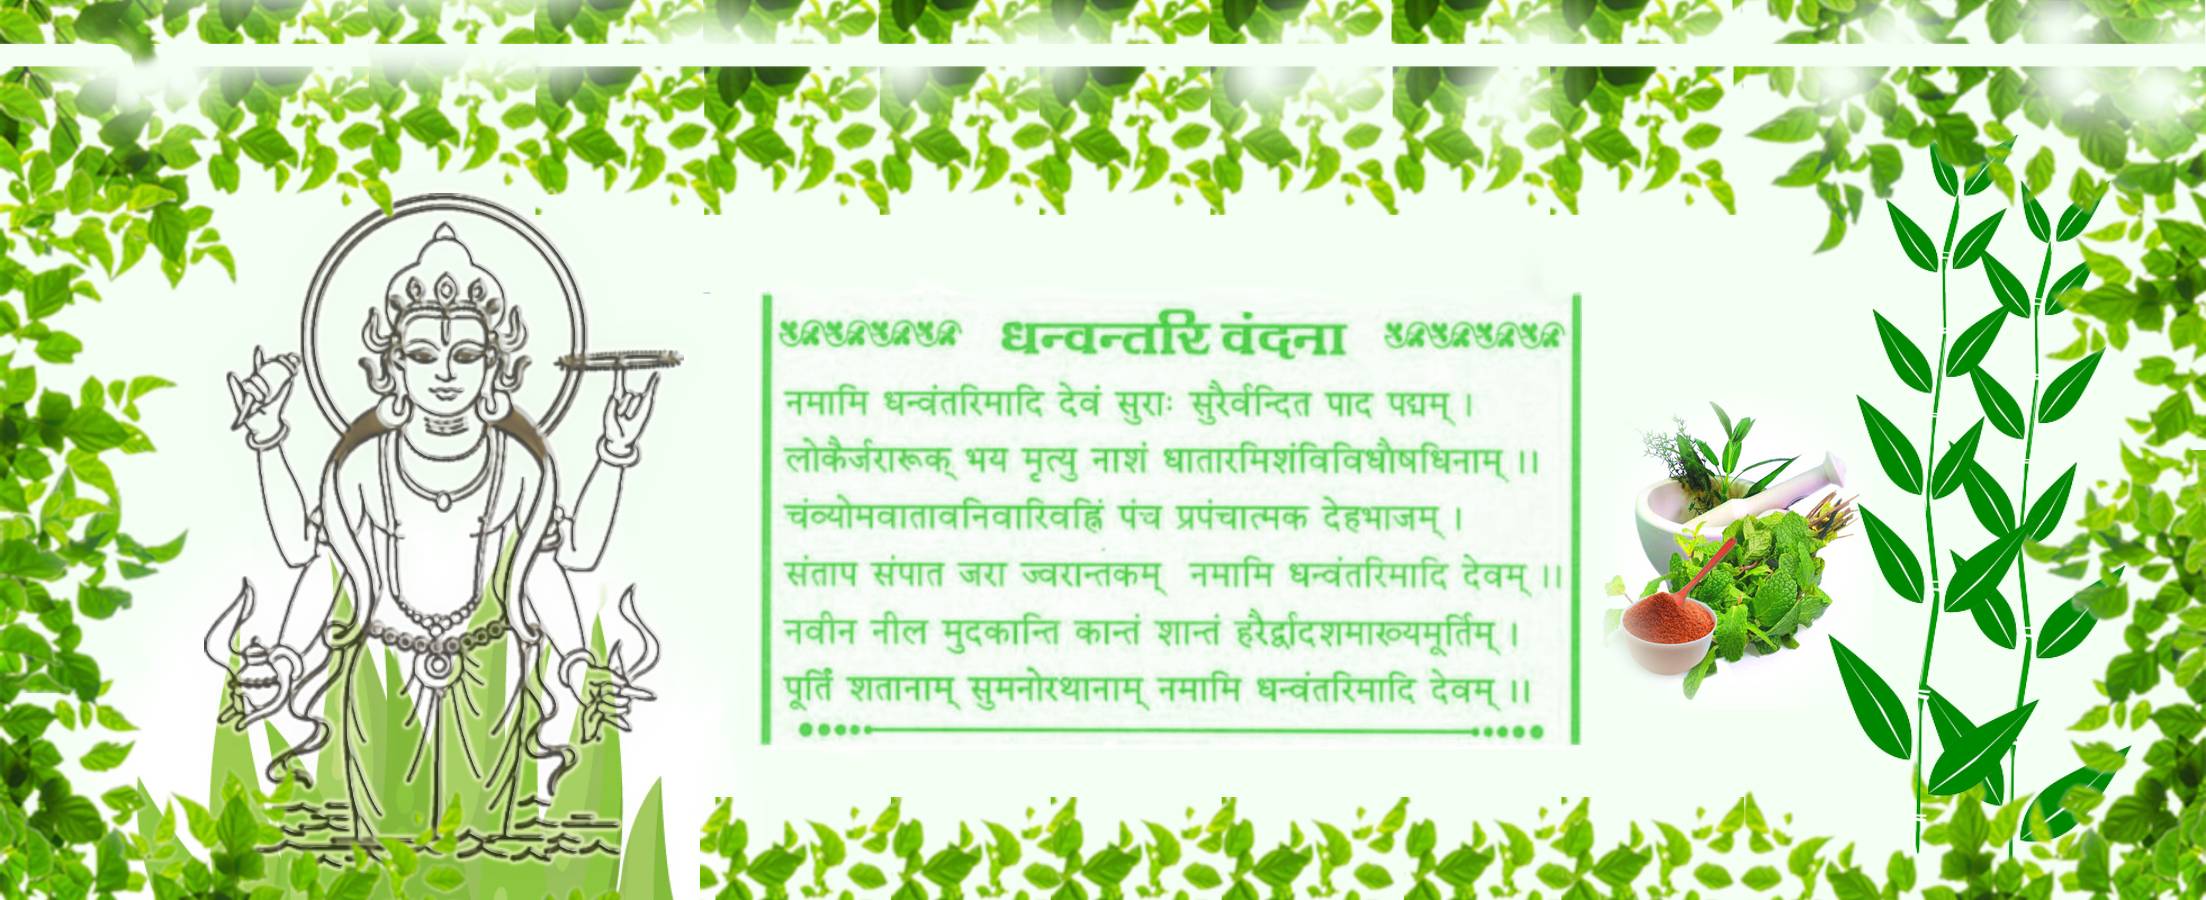 धन्वन्तरि वंदना
नमामि धन्वंतरिमादि देवं सुराः सुरैर्वन्दित पाद पद्मम् ।
लोकैर्जरारूक् भय मृत्यु नाशं धातारमिशंविविधौषधिनाम् ।।
चंव्योमवातावनिवारिवह्निं पंच प्रपंचात्मक देहभाजम् ।
संताप संपात जरा ज्वरान्तकम् नमामि धन्वंतरिमादि देवम् ।।
नवीन नील मुदकान्ति कान्तं शान्तं हरैर्द्वादशमाख्यमूर्तिम् ।
पूर्तिं शतानाम् सुमनोरथानाम् नमामि धन्वंतरिमादि देवम् ।।